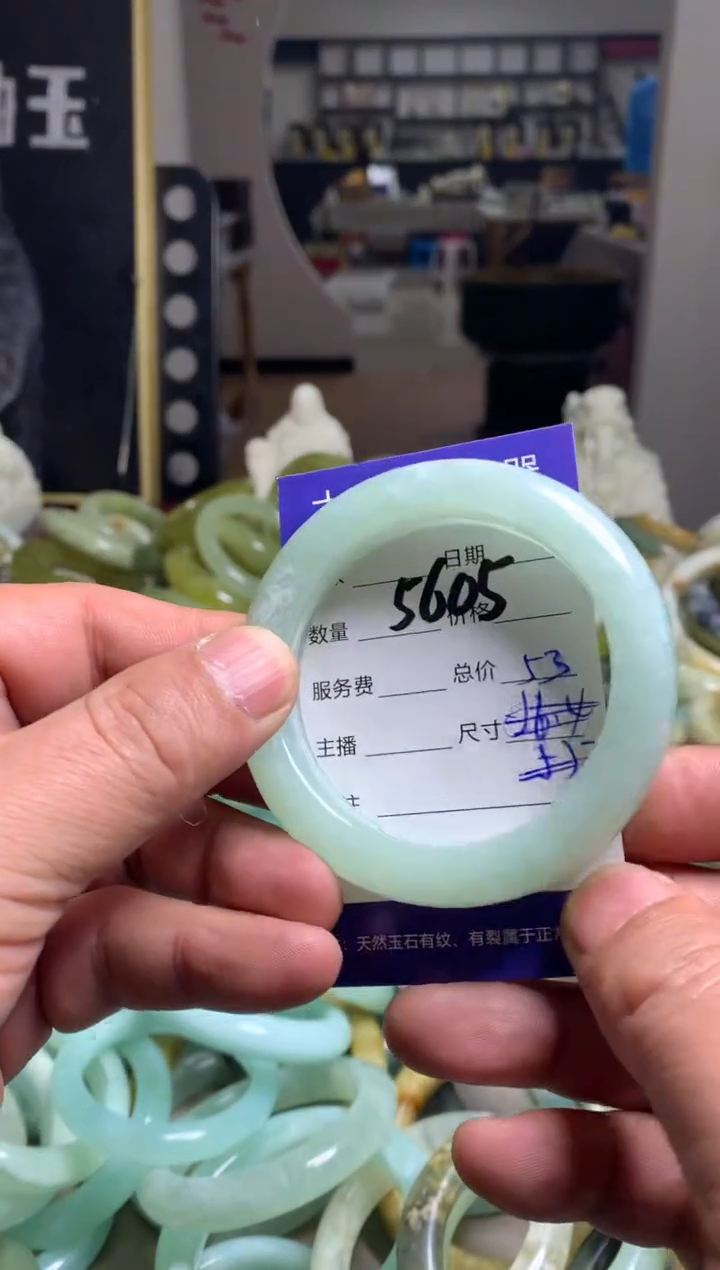 玉
日期
5605
数量 价格
服务费 总价 53
主播 尺寸
天然玉石有纹、有裂属于正